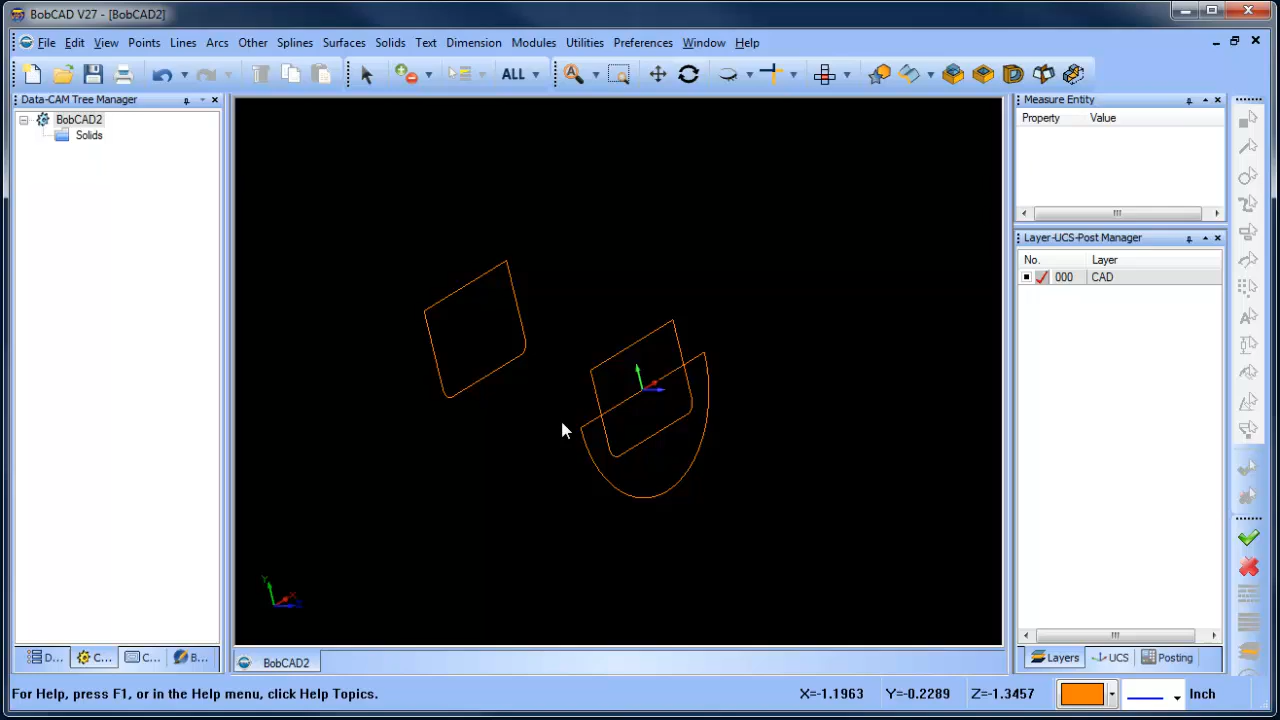 BobCAD V27 - [BobCAD2]
File Edit View Points Lines Arcs Other Splines Surfaces Solids Text Dimension Modules Utilities Preferences Window Help
ALL
Data-CAM Tree Manager
BobCAD2
Solids
Measure Entity
Property Value
Layer-UCS-Post Manager
No. Layer
000 CAD
Y
X
D... C... C... B...
BobCAD2
Layers UCS Posting
For Help, press F1, or in the Help menu, click Help Topics.
X=-1.1963 Y=-0.2289 Z=-1.3457 Inch